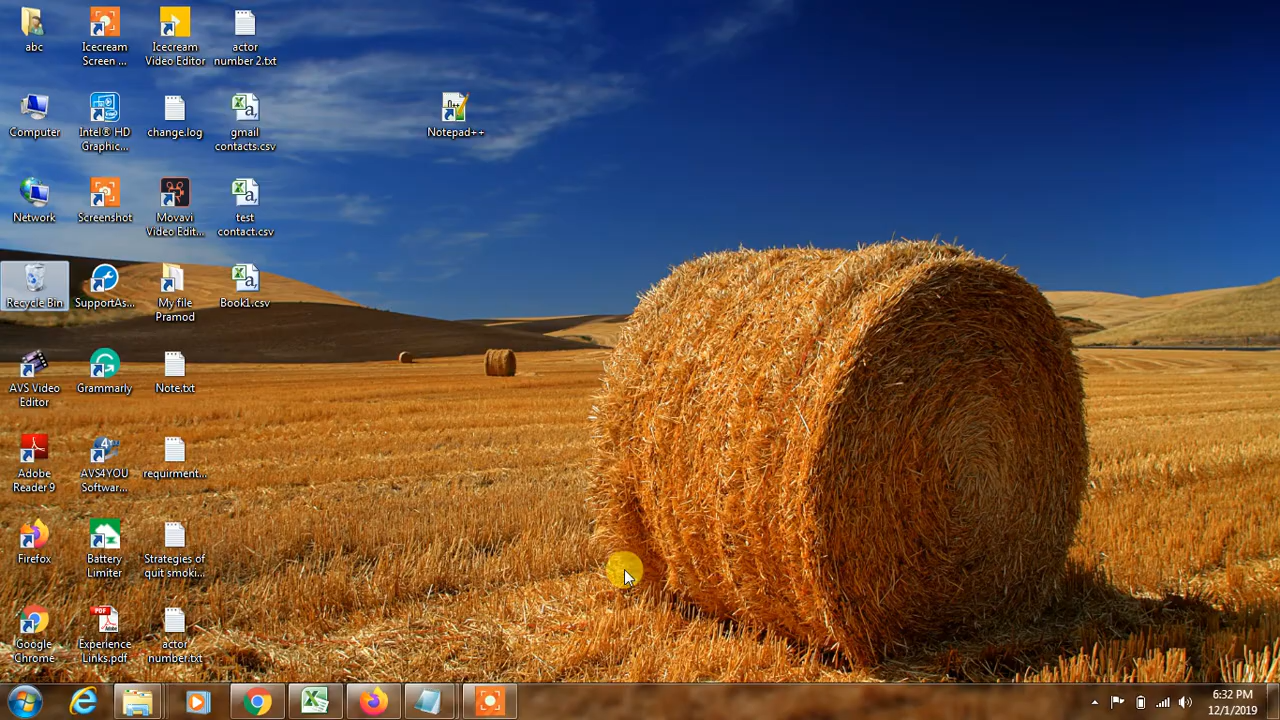 abc
Icecream
Screen ...
Icecream
Video Editor
actor
number 2.txt
Computer
Intel® HD
Graphic...
change.log
gmail
contacts.csv
Notepad++
Network
Screenshot
Movavi
Video Edit...
test
contact.csv
Recycle Bin
SupportAs...
My file
Pramod
Book1.csv
AVS Video
Editor
Grammarly
Note.txt
Adobe
Reader 9
AVS4YOU
Softwar...
requirment...
Firefox
Battery
Limiter
Strategies of
quit smoki...
Google
Chrome
Experience
Links.pdf
actor
number.txt
6:32 PM
12/1/2019